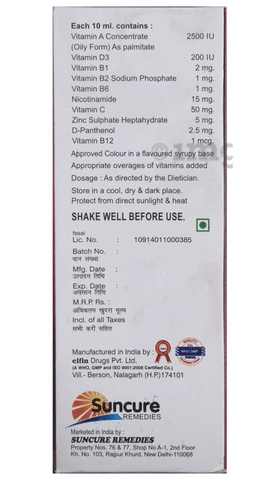 Each 10 ml. contains :
Vitamin A Concentrate 2500 IU
(Oily Form) As palmitate
Vitamin D3 200 IU
Vitamin B1 2 mg.
Vitamin B2 Sodium Phosphate 1 mg.
Vitamin B6 1 mg.
Nicotinamide 15 mg.
Vitamin C 50 mg.
Zinc Sulphate Heptahydrate 5 mg.
D-Panthenol 2.5 mg.
Vitamin B12 1 mcg
Approved Colour in a flavoured syrupy base
Appropriate overages of vitamins added
Dosage : As directed by the Dietician.
Store in a cool, dry & dark place.
Protect from direct sunlight & heat
SHAKE WELL BEFORE USE.
fssai
Lic. No. : 10914011000385
Batch No. :
घान संख्या
Mfg. Date :
उत्पादन तिथि
Exp. Date :
अवसान तिथि
M.R.P. Rs :
अधिकतम खुदरा मूल्य
Incl. of all Taxes
सभी करों सहित
Manufactured in India by :
elfin Drugs Pvt. Ltd.
(A WHO, GMP and ISO 9001:2008 Certified Co.)
Vill.- Berson, Nalagarh (H.P.)174101
Suncure
REMEDIES
Marketed in India by :
SUNCURE REMEDIES
Property Nos. 76 & 77, Shop No A-1, 2nd Floor
Kh. No. 103, Rajpur Khurd, New Delhi-110068